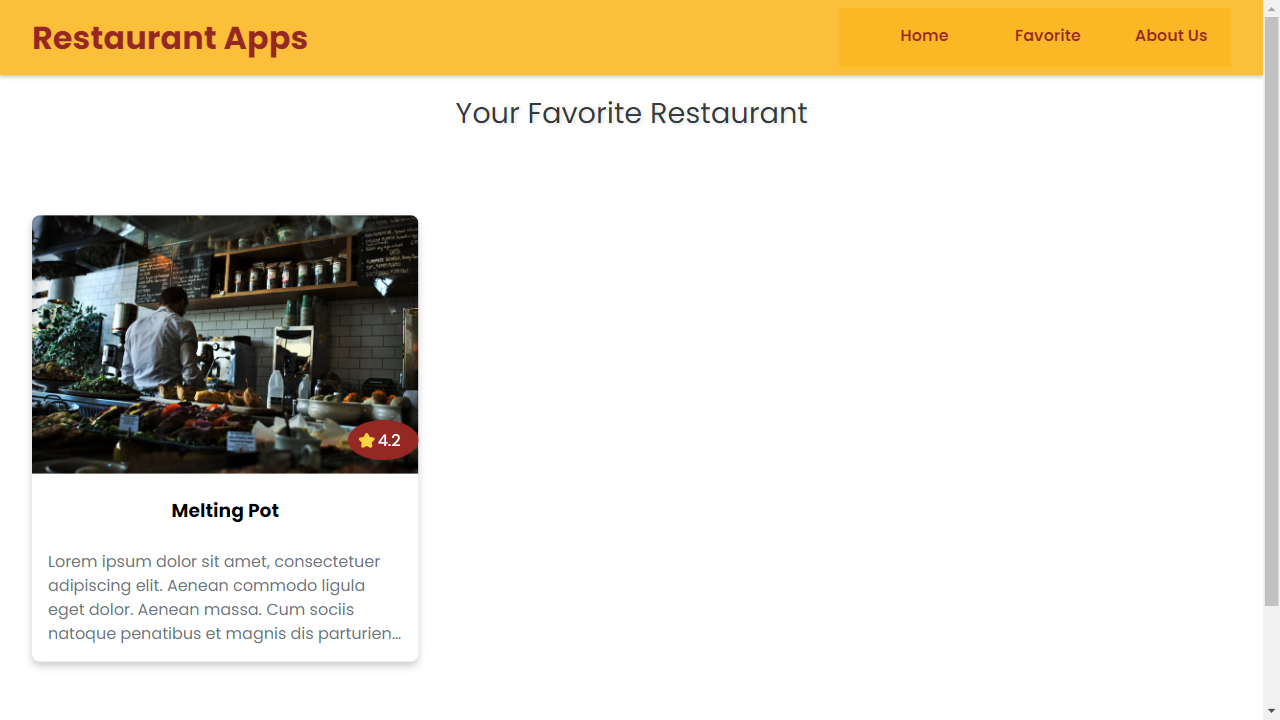 Restaurant Apps
Home
Favorite
About Us
Your Favorite Restaurant
4.2
Melting Pot
Lorem ipsum dolor sit amet, consectetuer
adipiscing elit. Aenean commodo ligula
eget dolor. Aenean massa. Cum sociis
natoque penatibus et magnis dis parturien...